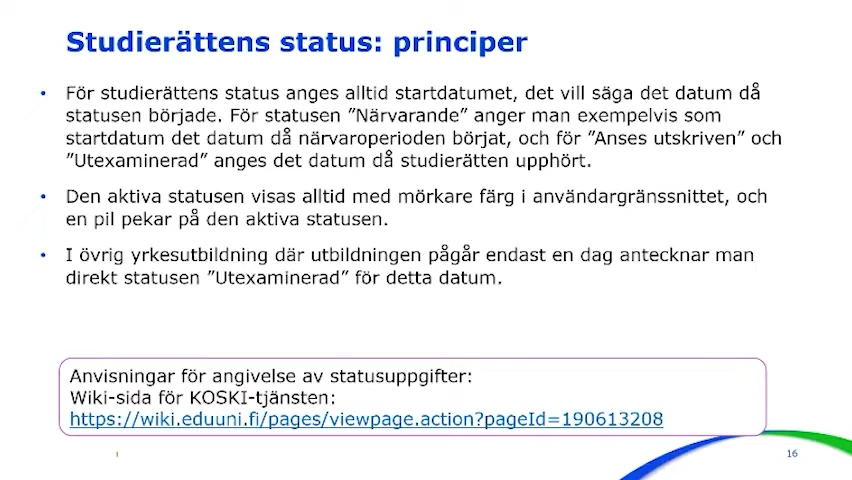 Studierättens status: principer
• För studierättens status anges alltid startdatumet, det vill säga det datum då
statusen började. För statusen ”Närvarande” anger man exempelvis som
startdatum det datum då närvaroperioden börjat, och för ”Anses utskriven” och
”Utexaminerad” anges det datum då studierätten upphört.
• Den aktiva statusen visas alltid med mörkare färg i användargränssnittet, och
en pil pekar på den aktiva statusen.
• I övrig yrkesutbildning där utbildningen pågår endast en dag antecknar man
direkt statusen ”Utexaminerad” för detta datum.
Anvisningar för angivelse av statusuppgifter:
Wiki-sida för KOSKI-tjänsten:
https://wiki.eduuni.fi/pages/viewpage.action?pageId=190613208
16